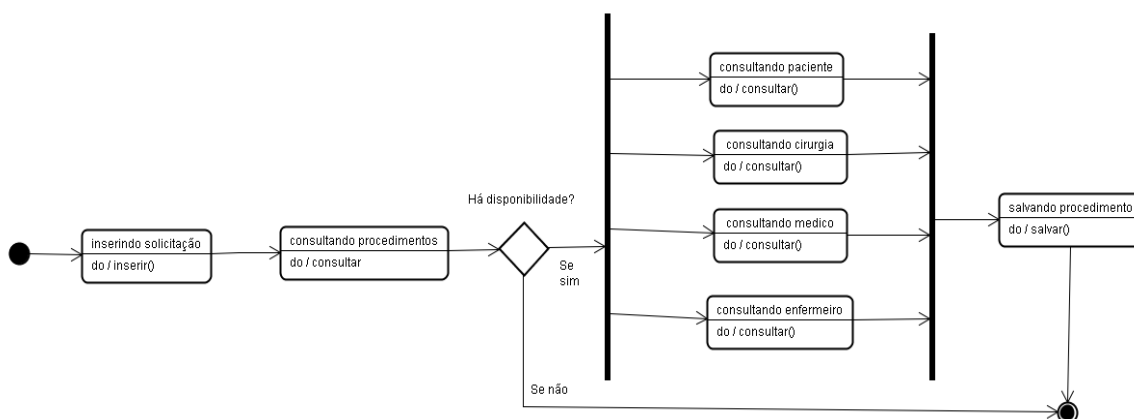 inserindo solicitação
do / inserir()
consultando procedimentos
do / consultar
Há disponibilidade?
Se
sim
Se não
consultando paciente
do / consultar()
consultando cirurgia
do / consultar()
consultando medico
do / consultar()
consultando enfermeiro
do / consultar()
salvando procedimento
do / salvar()